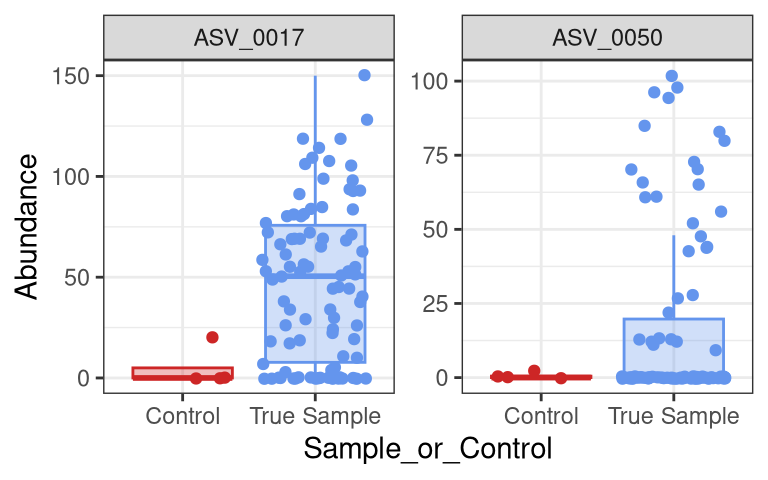 ASV_0017
ASV_0050
Abundance
150
100
50
0
100
75
50
25
0
Control
True Sample
Control
True Sample
Sample_or_Control